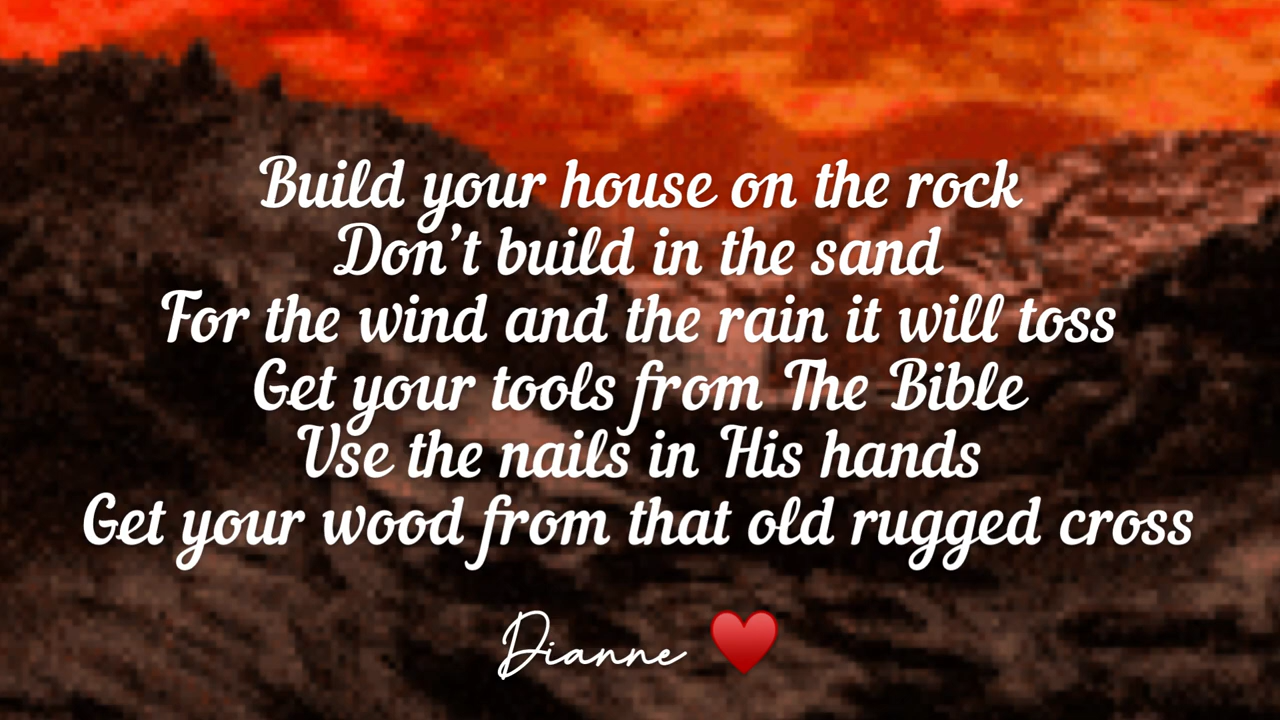 Build your house on the rock
Don’t build in the sand
For the wind and the rain it will toss
Get your tools from The Bible
Use the nails in His hands
Get your wood from that old rugged cross
Dianne ♥️